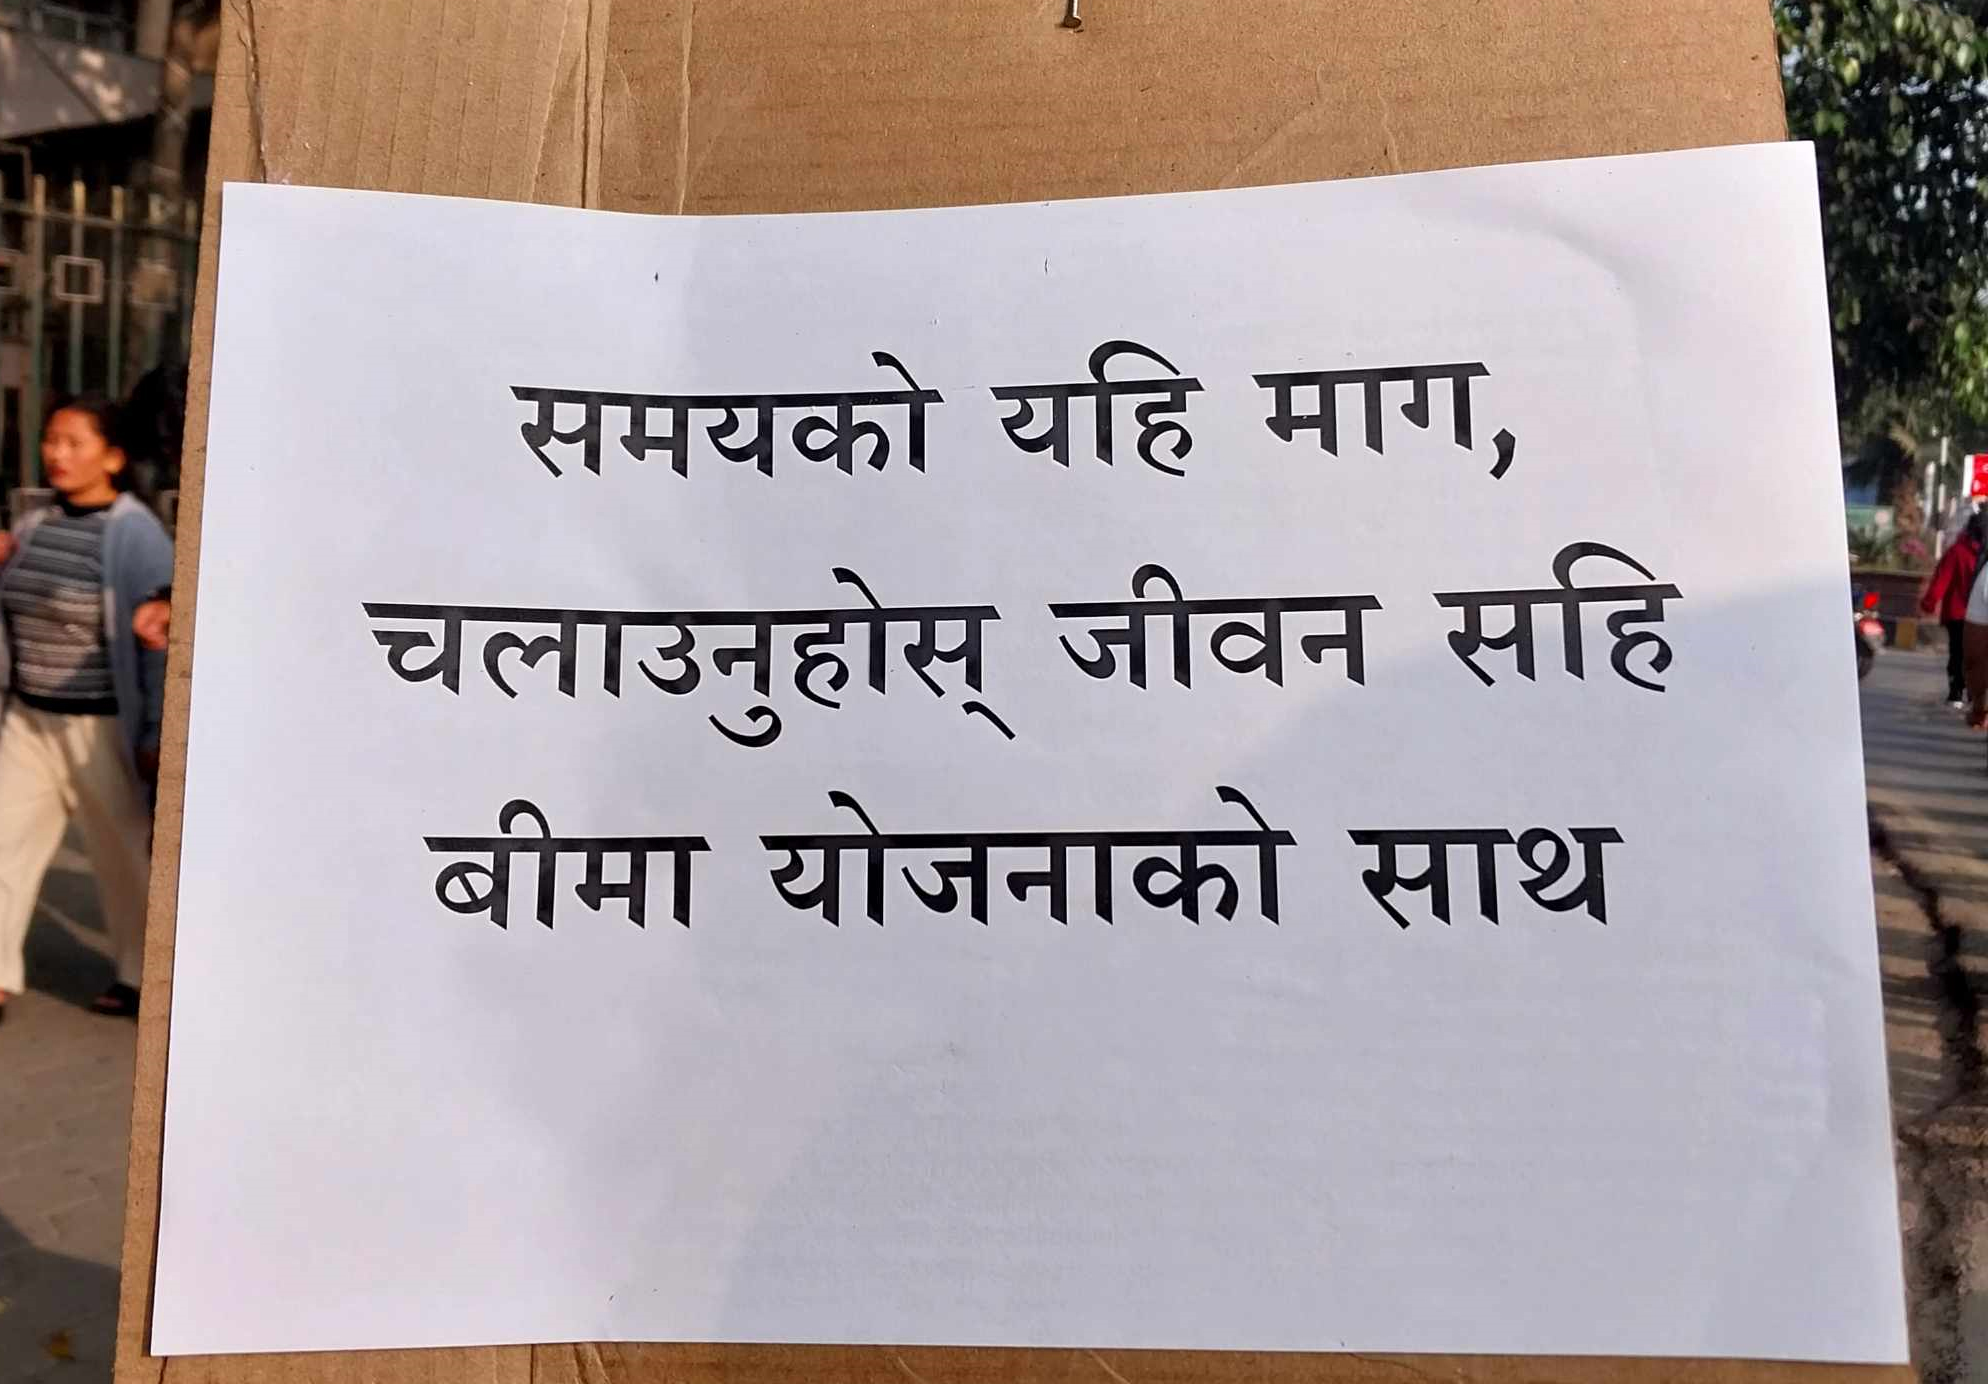 समयको यहि माग,
चलाउनुहोस् जीवन सहि
बीमा योजनाको साथ